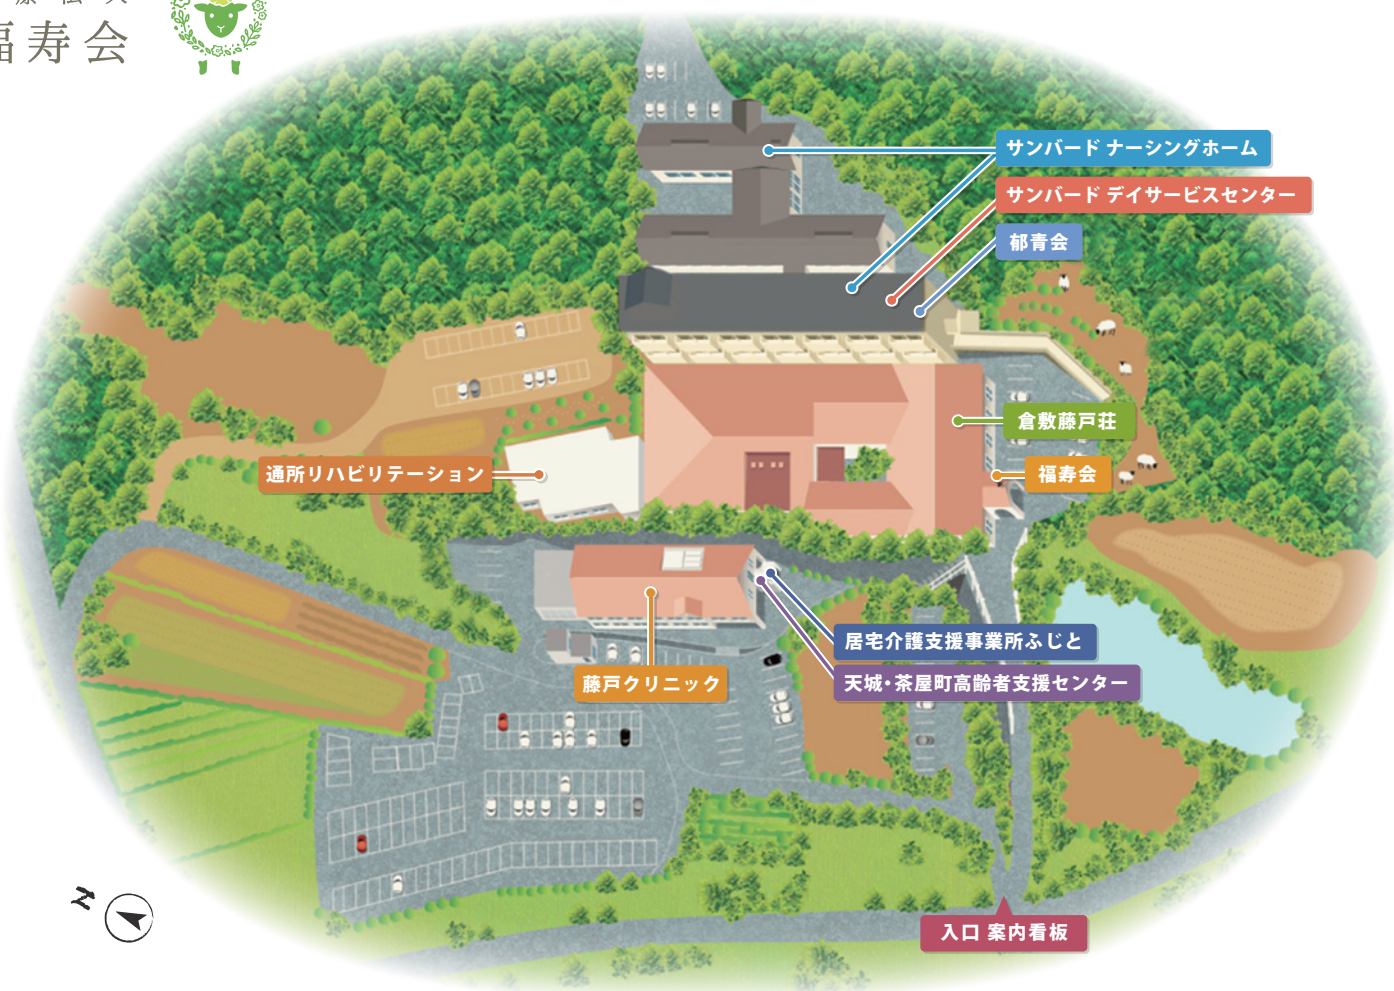 福寿会
サンバード ナーシングホーム
サンバード デイサービスセンター
郁青会
倉敷藤戸荘
通所リハビリテーション
福寿会
居宅介護支援事業所ふじと
天城・茶屋町高齢者支援センター
藤戸クリニック
入口 案内看板
N